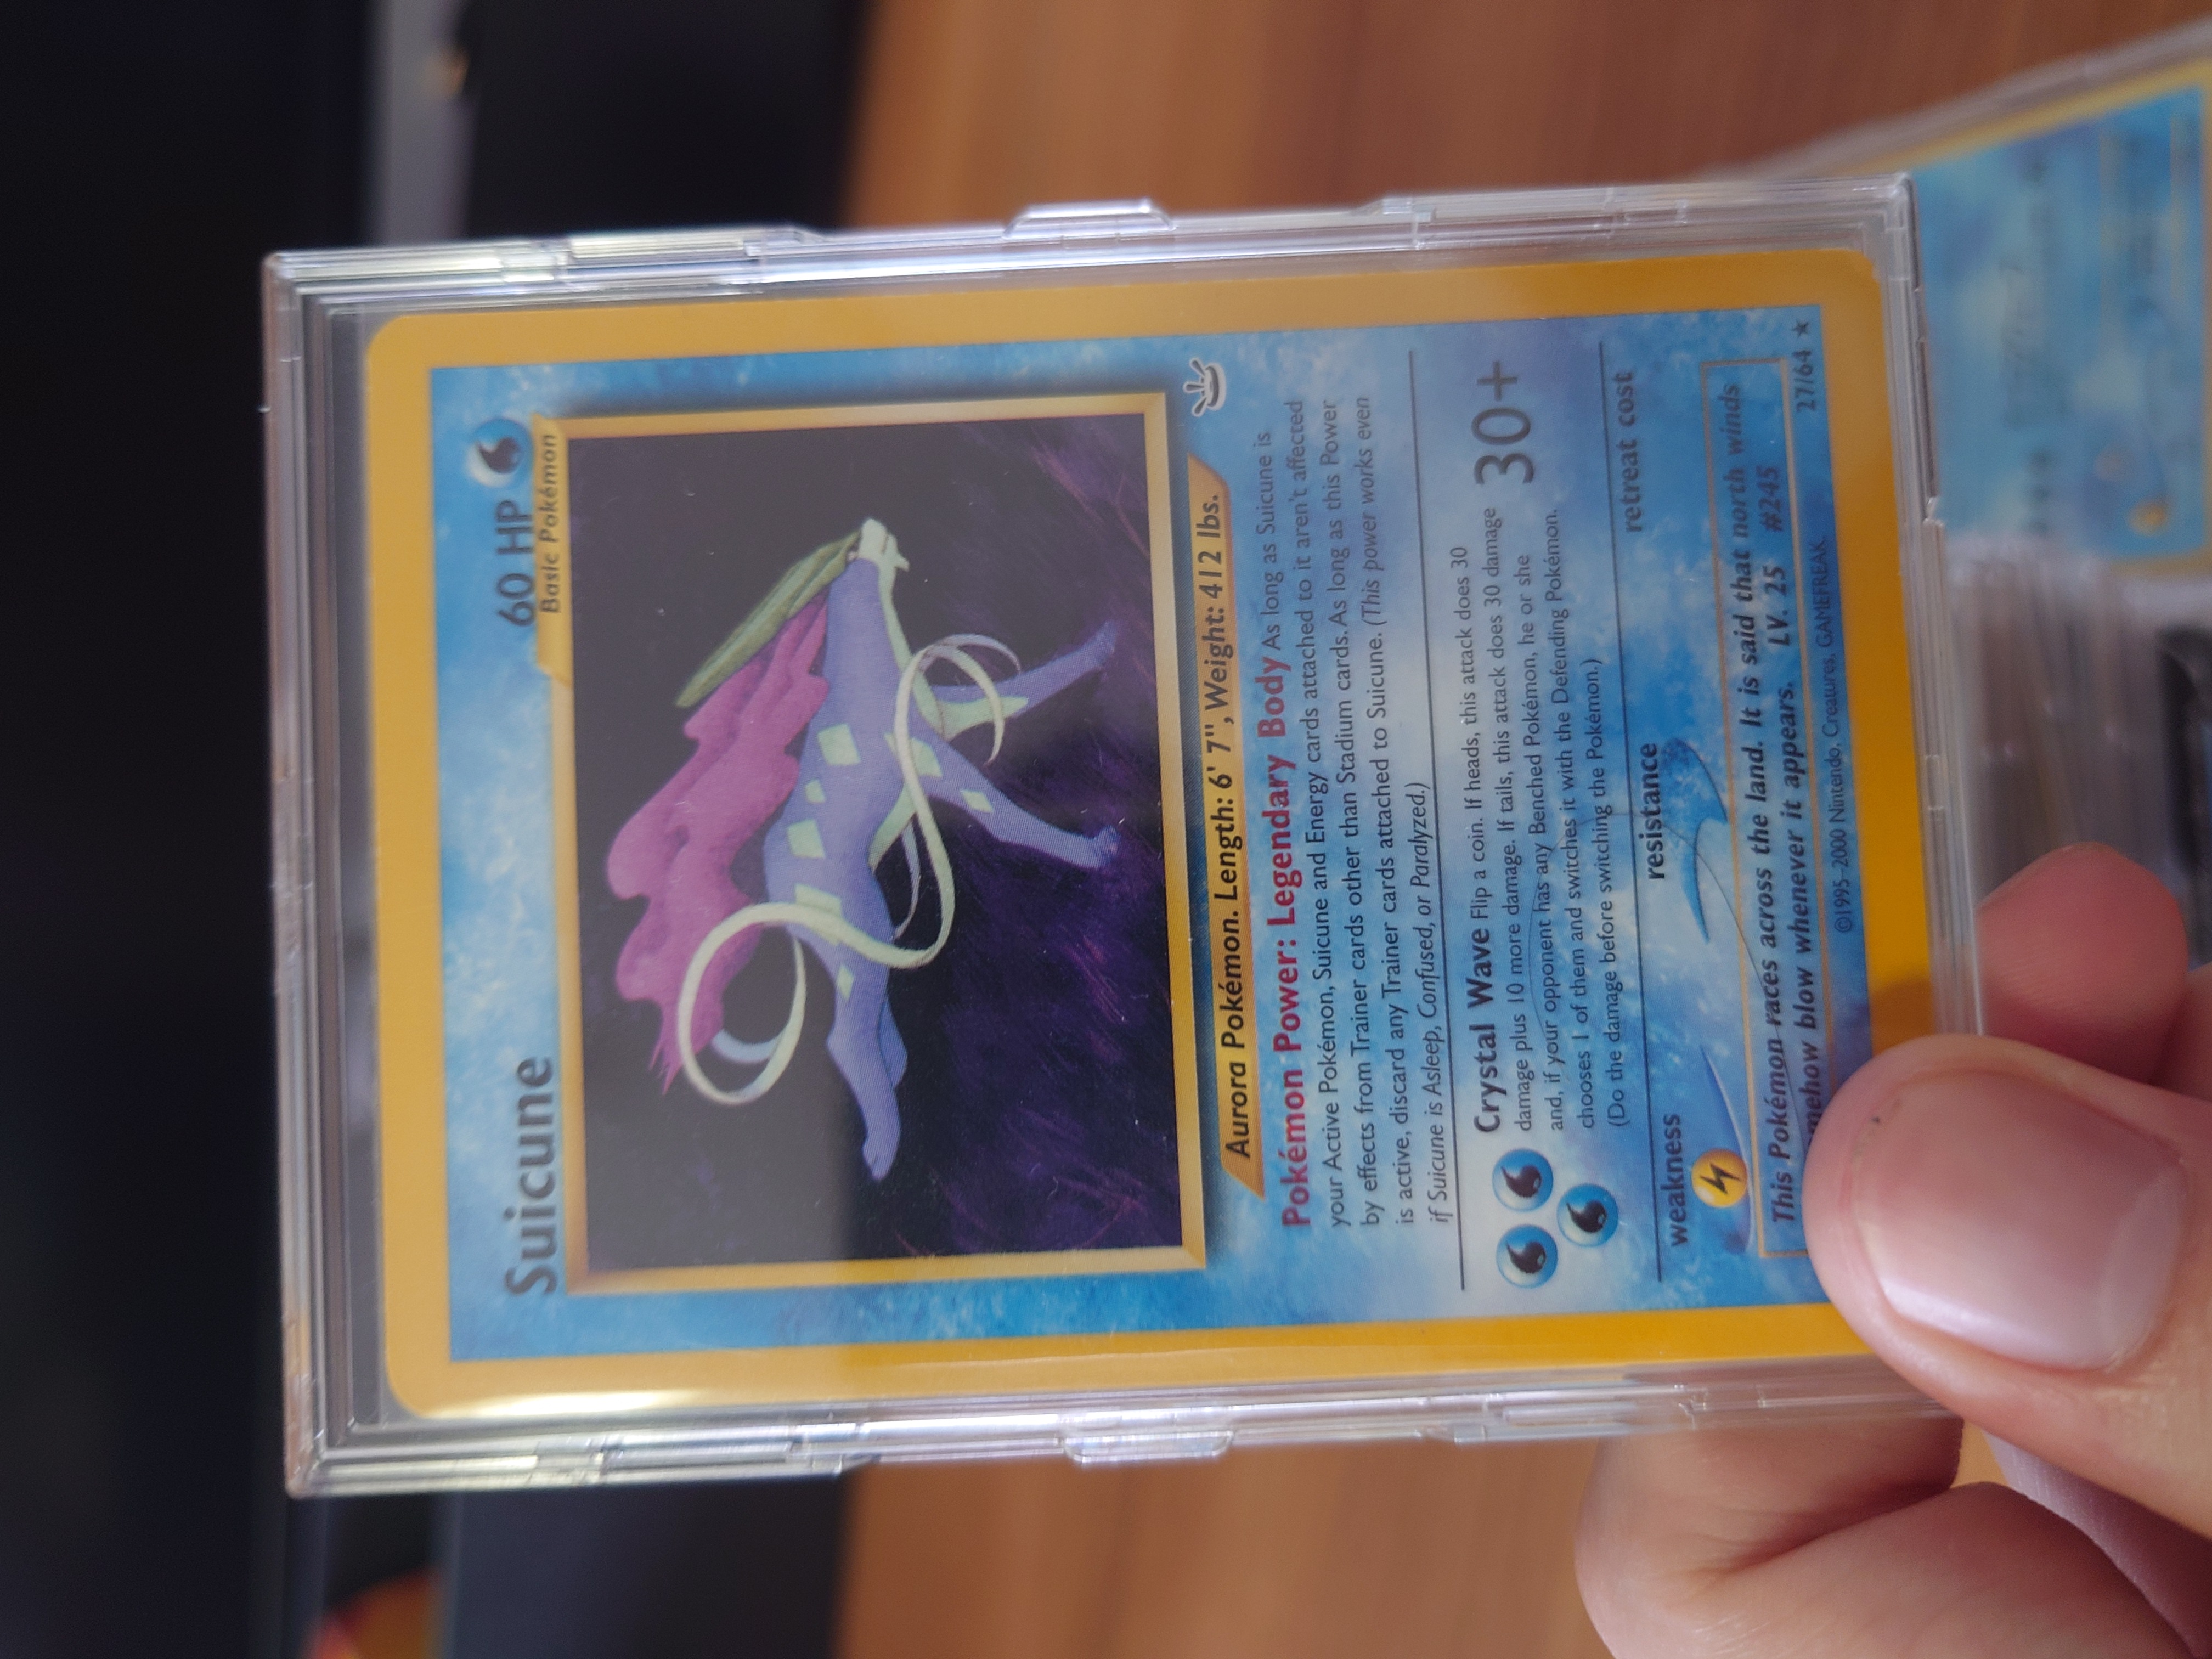 Suicune
60 HP
Basic Pokémon
Aurora Pokémon. Length: 6' 7", Weight: 412 lbs.
Pokémon Power: Legendary Body As long as Suicune is
your Active Pokémon, Suicune and Energy cards attached to it aren't affected
by effects from Trainer cards other than Stadium cards. As long as this Power
is active, discard any Trainer cards attached to Suicune. (This power works even
if Suicune is Asleep, Confused, or Paralyzed.)
Crystal Wave Flip a coin. If heads, this attack does 30
damage plus 10 more damage. If tails, this attack does 30 damage
and, if your opponent has any Benched Pokémon, he or she
chooses 1 of them and switches it with the Defending Pokémon.
(Do the damage before switching the Pokémon.)
30+
weakness
resistance
retreat cost
This Pokémon races across the land. It is said that north winds
mehow blow whenever it appears. LV. 25 #245
©1995-2000 Nintendo, Creatures, GAMEFREAK.
27/64 ★